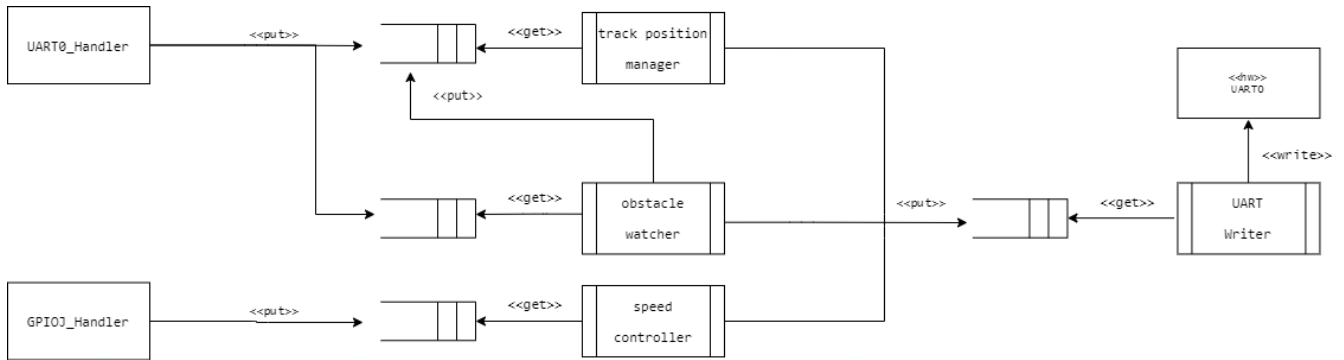 UART0_Handler
<<put>>
<<get>>
track position
manager
<<put>>
<<hw>>
UART0
<<write>>
<<get>>
obstacle
watcher
<<put>>
<<get>>
UART
Writer
GPIOJ_Handler
<<put>>
<<get>>
speed
controller